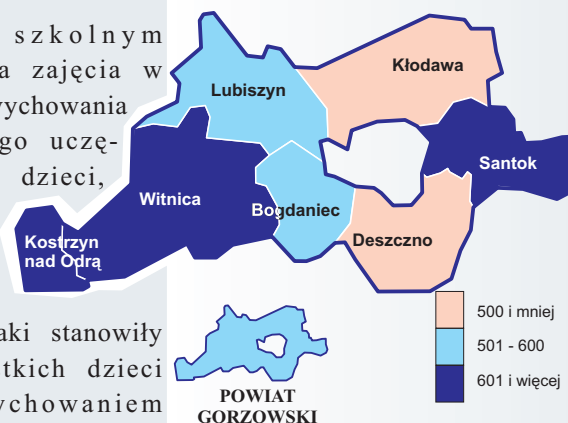 szkolnym
a zajęcia w
wychowania
go uczę-
dzieci,
aki stanowiły
tkich dzieci
ychowaniem
Kłodawa
Lubiszyn
Santok
Witnica
Bogdaniec
Deszczno
Kostrzyn
nad Odrą
500 i mniej
501 - 600
601 i więcej
POWIAT
GORZOWSKI